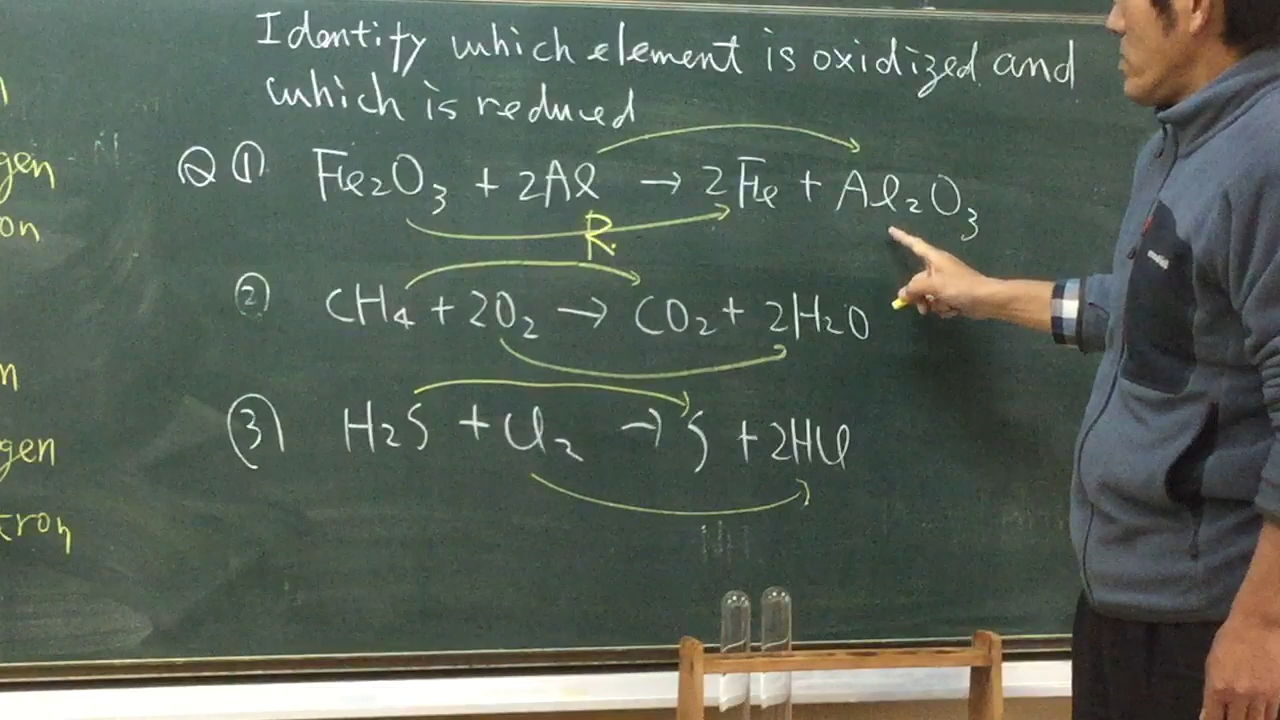 Identify which element is oxidized and
which is reduced
Q ① Fe₂O₃ + 2Al → 2Fe + Al₂O₃
R.
② CH₄ + 2O₂ → CO₂ + 2H₂O
③ H₂S + Cl₂ → S + 2HCl
gen
on
n
gen
tron